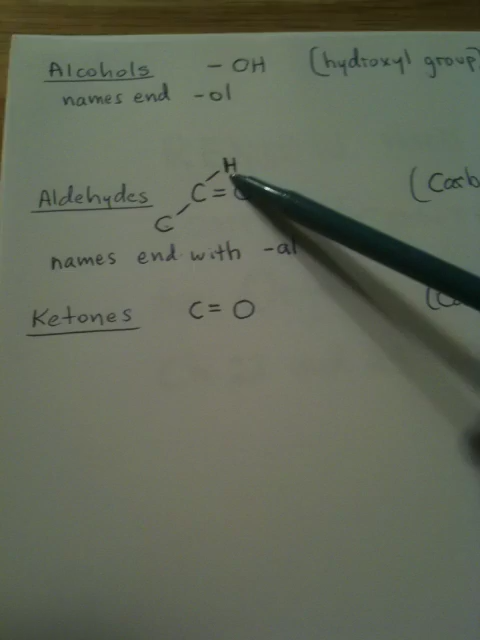 Alcohols - OH (hydroxyl group)
names end -ol
H
Aldehydes C =
C
names end with -al
Ketones C= O